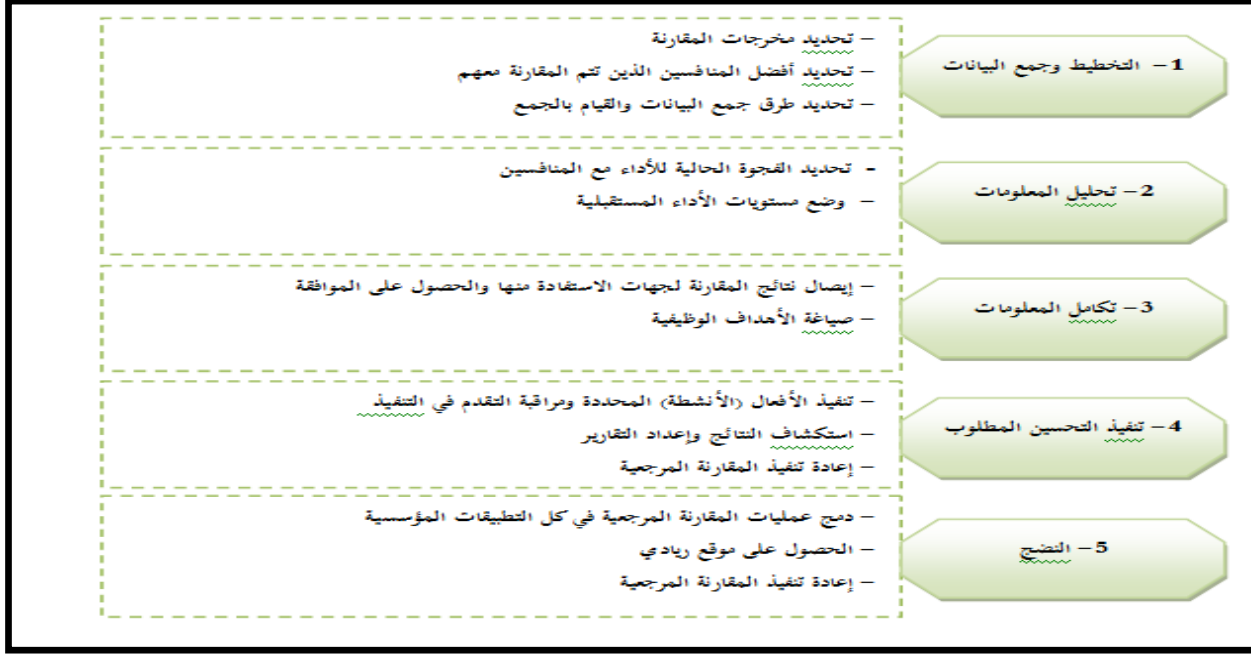 1- التخطيط وجمع البيانات
– تحديد مخرجات المقارنة
– تحديد أفضل المنافسين الذين تتم المقارنة معهم
– تحديد طرق جمع البيانات والقيام بالجمع
2- تحليل المعلومات
- تحديد الفجوة الحالية للأداء مع المنافسين
– وضع مستويات الأداء المستقبلية
3- تكامل المعلومات
– إيصال نتائج المقارنة لجهات الاستفادة منها والحصول على الموافقة
– صياغة الأهداف الوظيفية
4- تنفيذ التحسين المطلوب
– تنفيذ الأفعال (الأنشطة) المحددة ومراقبة التقدم في التنفيذ
– استكشاف النتائج وإعداد التقارير
– إعادة تنفيذ المقارنة المرجعية
5- النضج
– دمج عمليات المقارنة المرجعية في كل التطبيقات المؤسسية
– الحصول على موقع ريادي
– إعادة تنفيذ المقارنة المرجعية